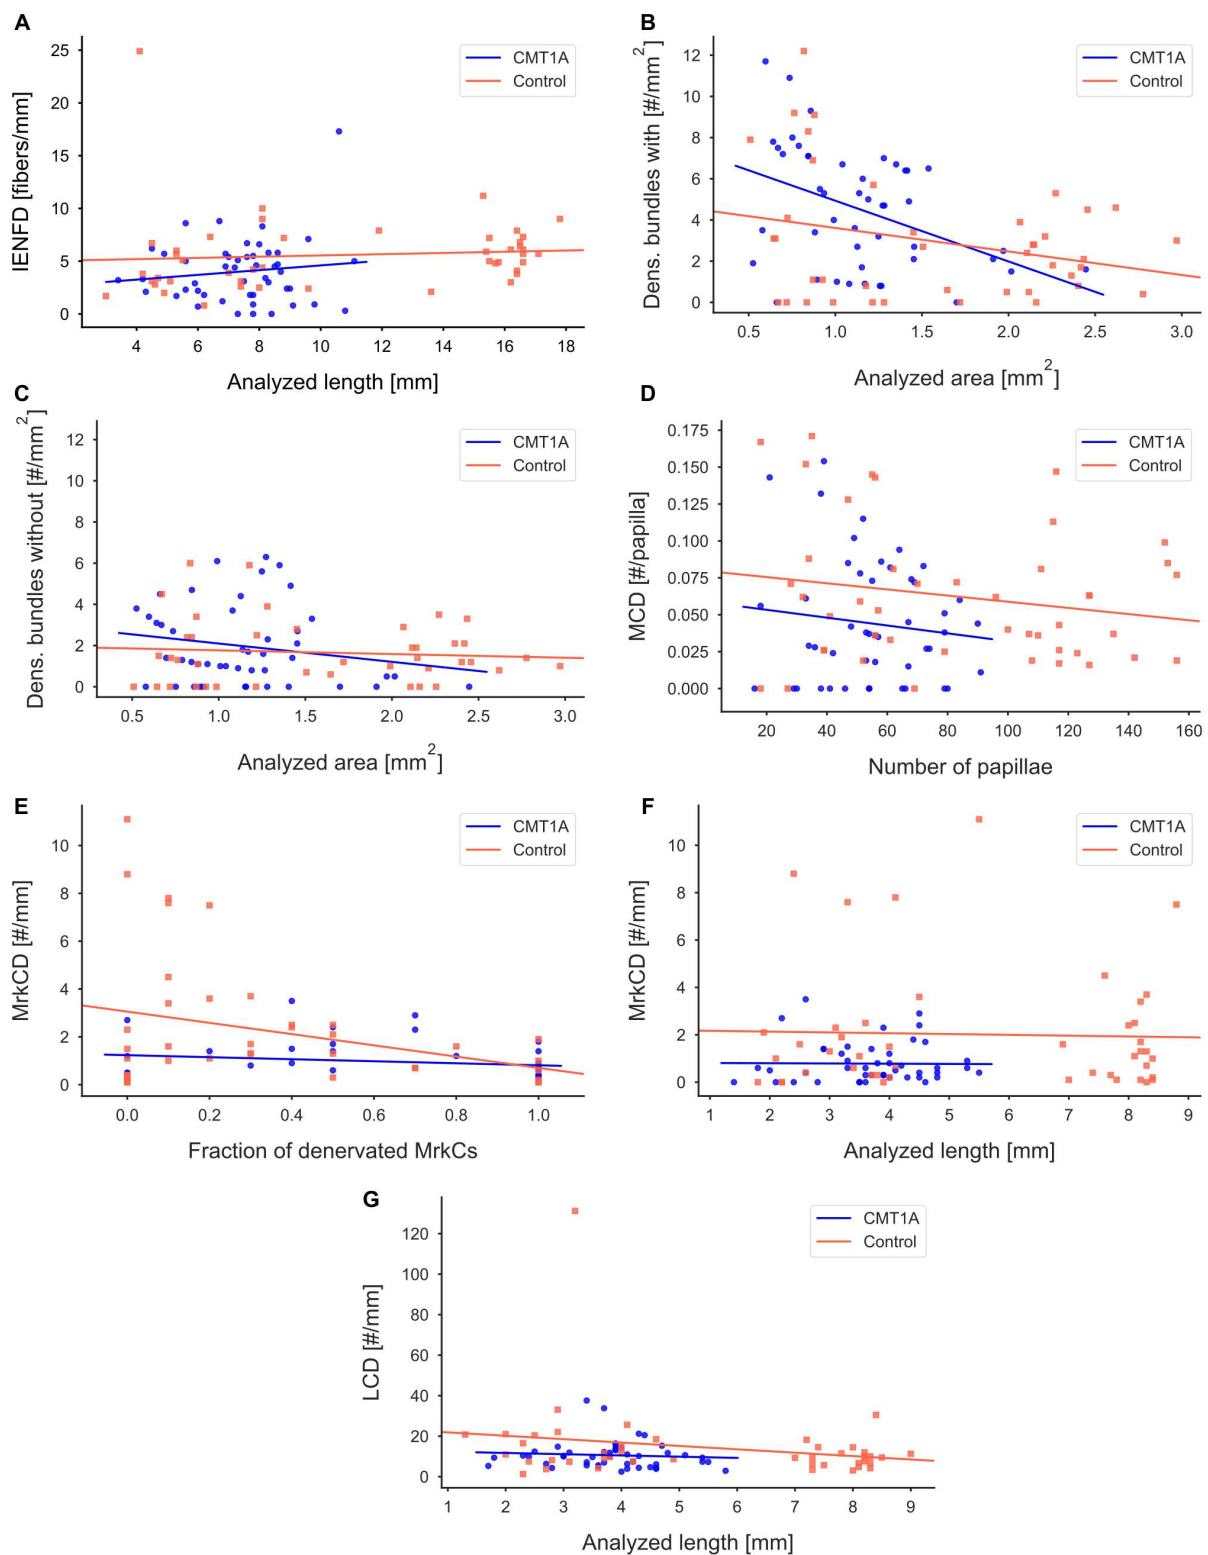 A
IENFD [fibers/mm]
25
20
15
10
5
0
CMT1A
Control
4 6 8 10 12 14 16 18
Analyzed length [mm]
B
Dens. bundles with [#/mm²]
12
10
8
6
4
2
0
CMT1A
Control
0.5 1.0 1.5 2.0 2.5 3.0
Analyzed area [mm²]
C
Dens. bundles without [#/mm²]
12
10
8
6
4
2
0
CMT1A
Control
0.5 1.0 1.5 2.0 2.5 3.0
Analyzed area [mm²]
D
MCD [#/papilla]
0.175
0.150
0.125
0.100
0.075
0.050
0.025
0.000
CMT1A
Control
20 40 60 80 100 120 140 160
Number of papillae
E
MrkCD [#/mm]
10
8
6
4
2
0
CMT1A
Control
0.0 0.2 0.4 0.6 0.8 1.0
Fraction of denervated MrkCs
F
MrkCD [#/mm]
10
8
6
4
2
0
CMT1A
Control
1 2 3 4 5 6 7 8 9
Analyzed length [mm]
G
LCD [#/mm]
120
100
80
60
40
20
0
CMT1A
Control
1 2 3 4 5 6 7 8 9
Analyzed length [mm]